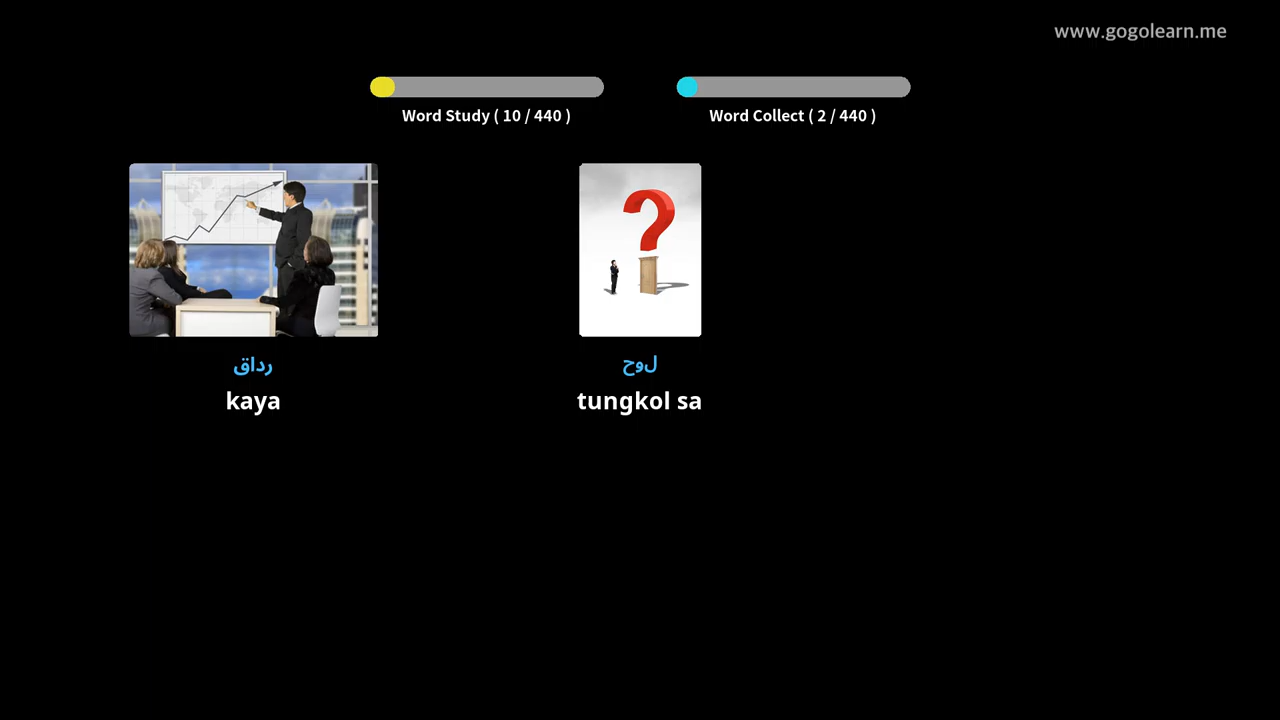 www.gogolearn.me
Word Study ( 10 / 440 )
Word Collect ( 2 / 440 )
رداق
kaya
لوح
tungkol sa